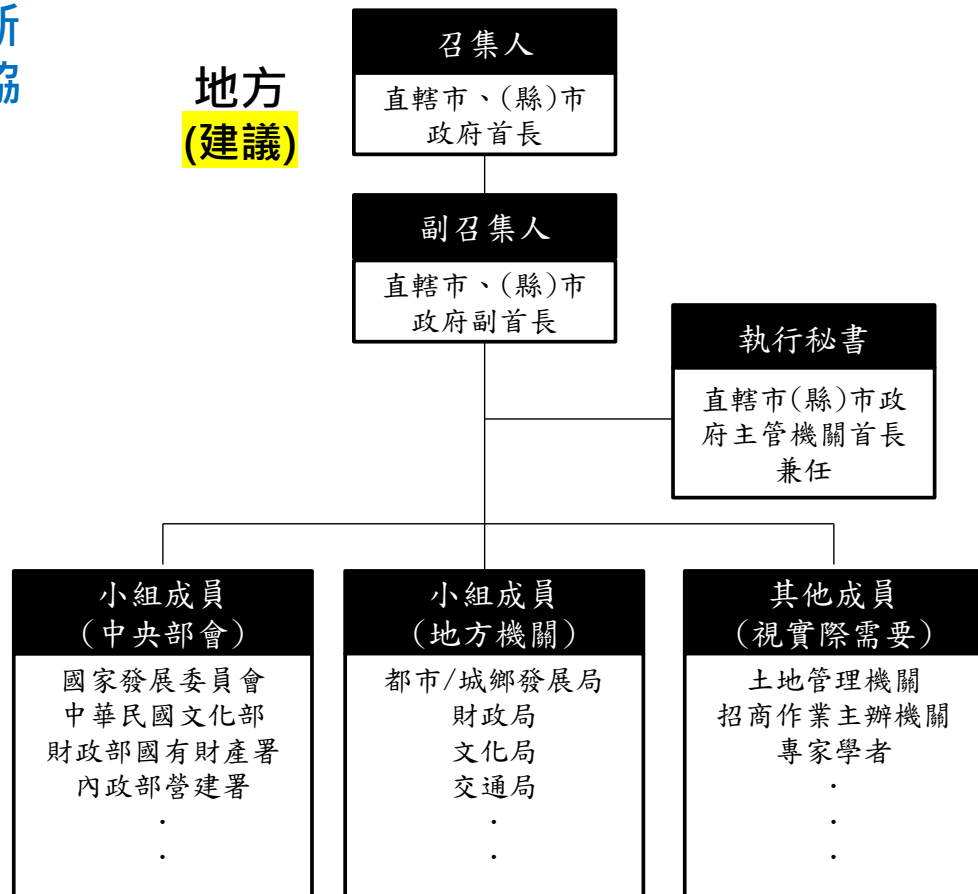 新
協
地方
(建議)
召集人
直轄市、(縣)市
政府首長
副召集人
直轄市、(縣)市
政府副首長
執行秘書
直轄市(縣)市政
府主管機關首長
兼任
小組成員
(中央部會)
國家發展委員會
中華民國文化部
財政部國有財產署
內政部營建署
.
.
小組成員
(地方機關)
都市/城鄉發展局
財政局
文化局
交通局
.
.
其他成員
(視實際需要)
土地管理機關
招商作業主辦機關
專家學者
.
.
.